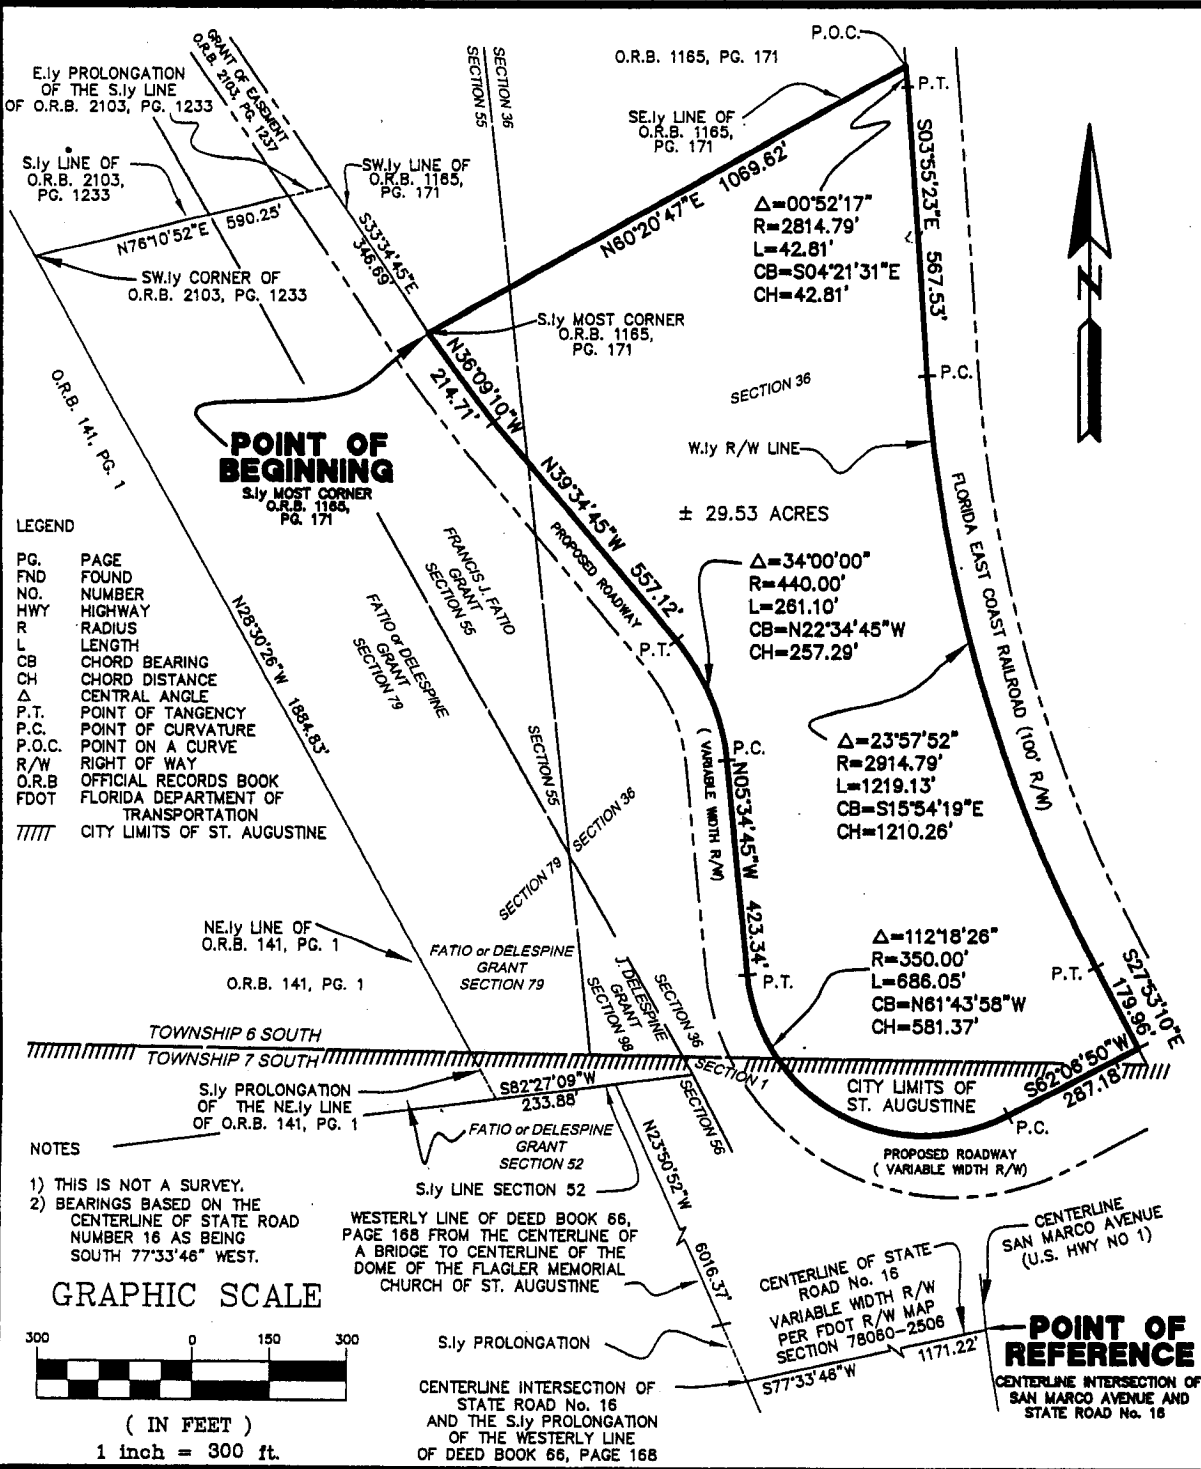 P.O.C.
O.R.B. 1165, PG. 171
P.T.
GRANT OF EASEMENT
O.R.B. 2103, PG. 1237
SECTION 55
SECTION 36
E.ly PROLONGATION
OF THE S.ly LINE
OF O.R.B. 2103, PG. 1233
SE.ly LINE OF
O.R.B. 1165,
PG. 171
1069.62'
N60°20'47"E
S03°55'23"E 567.53'
S.ly LINE OF
O.R.B. 2103,
PG. 1233
SW.ly LINE OF
O.R.B. 1165,
PG. 171
Δ=00°52'17"
R=2814.79'
L=42.81'
CB=S04°21'31"E
CH=42.81'
N76°10'52"E 590.25'
S33°34'45"E
346.69'
SW.ly CORNER OF
O.R.B. 2103, PG. 1233
N
S.ly MOST CORNER
O.R.B. 1165,
PG. 171
P.C.
SECTION 36
W.ly R/W LINE
O.R.B. 141, PG. 1
N36°09'10"W
214.71'
POINT OF
BEGINNING
S.ly MOST CORNER
O.R.B. 1165,
PG. 171
N39°34'45"W 557.12'
PROPOSED ROADWAY
± 29.53 ACRES
FLORIDA EAST COAST RAILROAD (100' R/W)
LEGEND
PG. PAGE
FND FOUND
NO. NUMBER
HWY HIGHWAY
R RADIUS
L LENGTH
CB CHORD BEARING
CH CHORD DISTANCE
Δ CENTRAL ANGLE
P.T. POINT OF TANGENCY
P.C. POINT OF CURVATURE
P.O.C. POINT ON A CURVE
R/W RIGHT OF WAY
O.R.B OFFICIAL RECORDS BOOK
FDOT FLORIDA DEPARTMENT OF
TRANSPORTATION
CITY LIMITS OF ST. AUGUSTINE
FRANCIS J. FATIO
GRANT
SECTION 55
FATIO or DELESPINE
GRANT
SECTION 79
N28°30'26"W 1884.83'
Δ=34°00'00"
R=440.00'
L=261.10'
CB=N22°34'45"W
CH=257.29'
P.T.
P.C.
SECTION 55
SECTION 36
SECTION 79
( VARIABLE WIDTH R/W)
N05°34'45"W 423.34'
Δ=23°57'52"
R=2914.79'
L=1219.13'
CB=S15°54'19"E
CH=1210.26'
NE.ly LINE OF
O.R.B. 141, PG. 1
O.R.B. 141, PG. 1
FATIO or DELESPINE
GRANT
SECTION 79
J. DELESPINE
GRANT
SECTION 98
SECTION 36
P.T.
Δ=112°18'26"
R=350.00'
L=686.05'
CB=N61°43'58"W
CH=581.37'
P.T.
S27°53'10"E
179.96'
TOWNSHIP 6 SOUTH
TOWNSHIP 7 SOUTH
SECTION 1
SECTION 56
CITY LIMITS OF
ST. AUGUSTINE
S62°06'50"W
287.18'
P.C.
S.ly PROLONGATION
OF THE NE.ly LINE
OF O.R.B. 141, PG. 1
S82°27'09"W
233.88'
FATIO or DELESPINE
GRANT
SECTION 52
S.ly LINE SECTION 52
PROPOSED ROADWAY
( VARIABLE WIDTH R/W)
NOTES
1) THIS IS NOT A SURVEY.
2) BEARINGS BASED ON THE
CENTERLINE OF STATE ROAD
NUMBER 16 AS BEING
SOUTH 77°33'46" WEST.
N23°50'52"W 6016.37'
WESTERLY LINE OF DEED BOOK 66,
PAGE 168 FROM THE CENTERLINE OF
A BRIDGE TO CENTERLINE OF THE
DOME OF THE FLAGLER MEMORIAL
CHURCH OF ST. AUGUSTINE
CENTERLINE
SAN MARCO AVENUE
(U.S. HWY NO 1)
CENTERLINE OF STATE
ROAD No. 16
VARIABLE WIDTH R/W
PER FDOT R/W MAP
SECTION 78060-2506
S77°33'46"W 1171.22'
POINT OF
REFERENCE
CENTERLINE INTERSECTION OF
SAN MARCO AVENUE AND
STATE ROAD No. 16
S.ly PROLONGATION
CENTERLINE INTERSECTION OF
STATE ROAD No. 16
AND THE S.ly PROLONGATION
OF THE WESTERLY LINE
OF DEED BOOK 66, PAGE 168
GRAPHIC SCALE
300 0 150 300
( IN FEET )
1 inch = 300 ft.